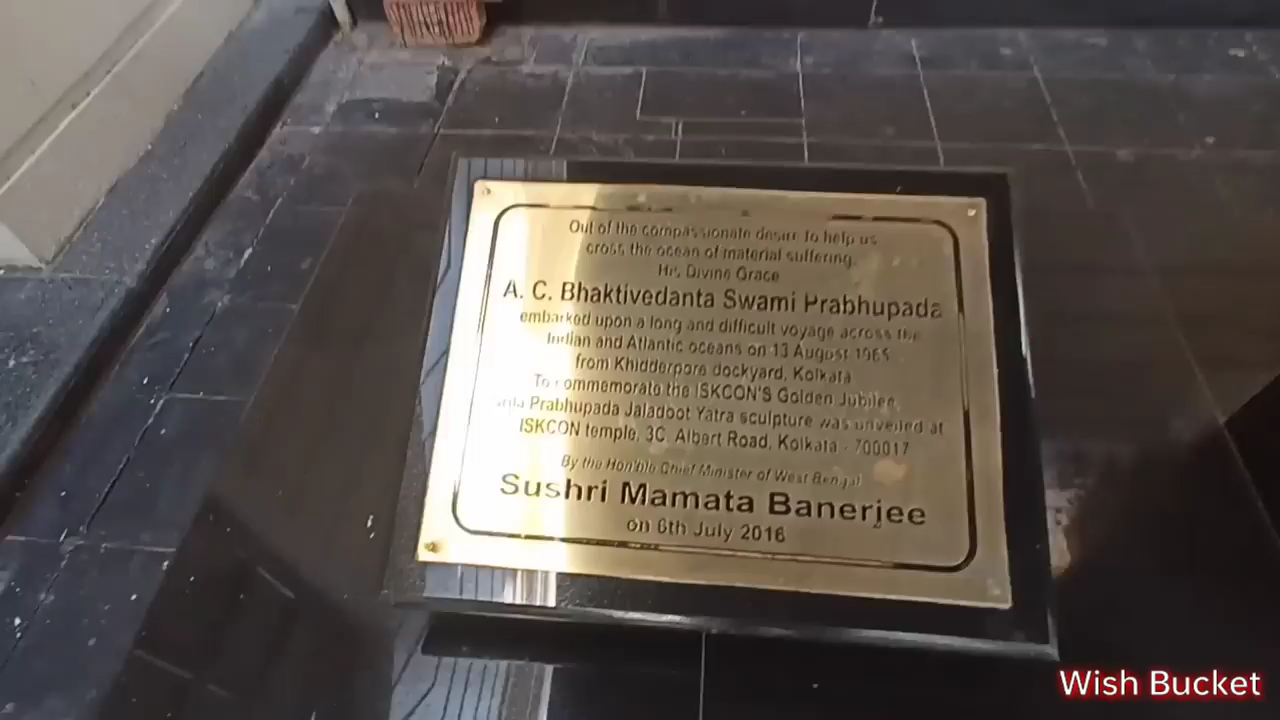 Out of the compassionate desire to help us
cross the ocean of material suffering,
His Divine Grace
A. C. Bhaktivedanta Swami Prabhupada
embarked upon a long and difficult voyage across the
Indian and Atlantic oceans on 13 August 1965
from Khidderpore dockyard, Kolkata
To commemorate the ISKCON'S Golden Jubilee,
Prabhupada Jaladoot Yatra sculpture was unveiled at
ISKCON temple, 3C, Albert Road, Kolkata - 700017
By the Hon'ble Chief Minister of West Bengal
Sushri Mamata Banerjee
on 6th July 2016
Wish Bucket